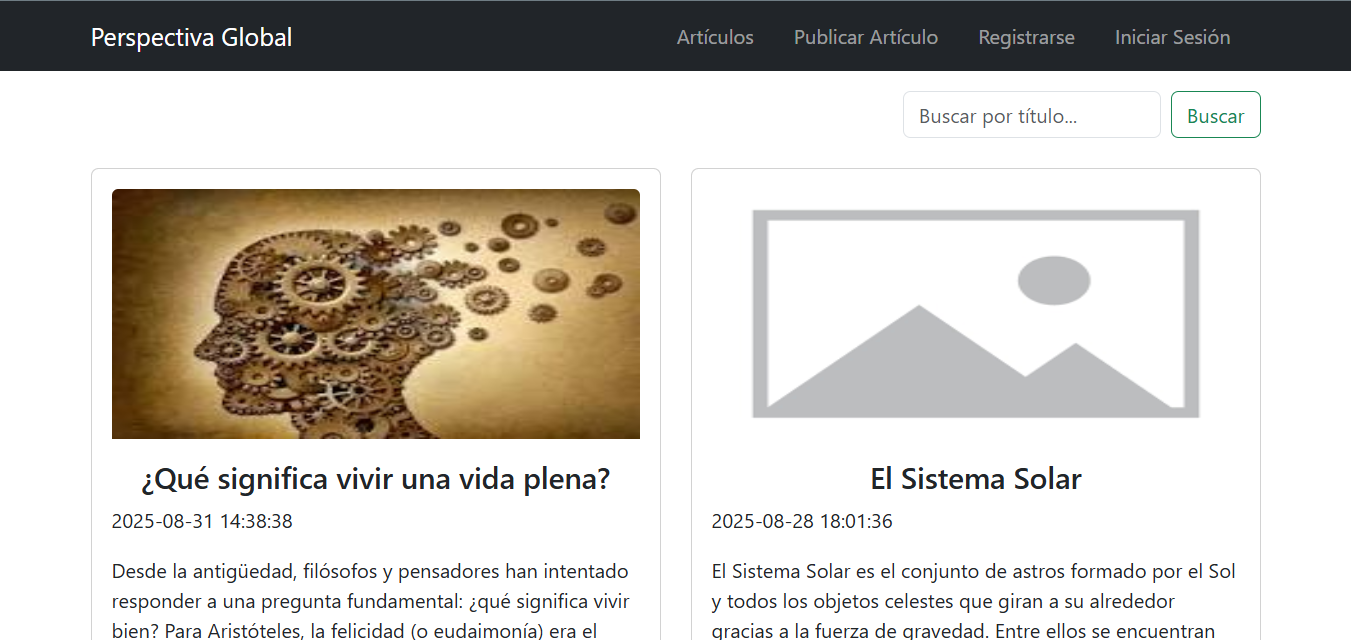 Perspectiva Global
Artículos
Publicar Artículo
Registrarse
Iniciar Sesión
Buscar por título...
Buscar
¿Qué significa vivir una vida plena?
2025-08-31 14:38:38
Desde la antigüedad, filósofos y pensadores han intentado
responder a una pregunta fundamental: ¿qué significa vivir
bien? Para Aristóteles, la felicidad (o eudaimonía) era el
El Sistema Solar
2025-08-28 18:01:36
El Sistema Solar es el conjunto de astros formado por el Sol
y todos los objetos celestes que giran a su alrededor
gracias a la fuerza de gravedad. Entre ellos se encuentran